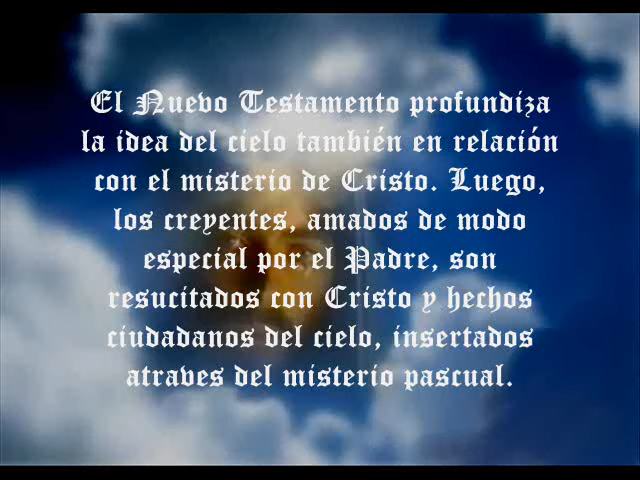 El Nuevo Testamento profundiza
la idea del cielo también en relación
con el misterio de Cristo. Luego,
los creyentes, amados de modo
especial por el Padre, son
resucitados con Cristo y hechos
ciudadanos del cielo, insertados
atraves del misterio pascual.